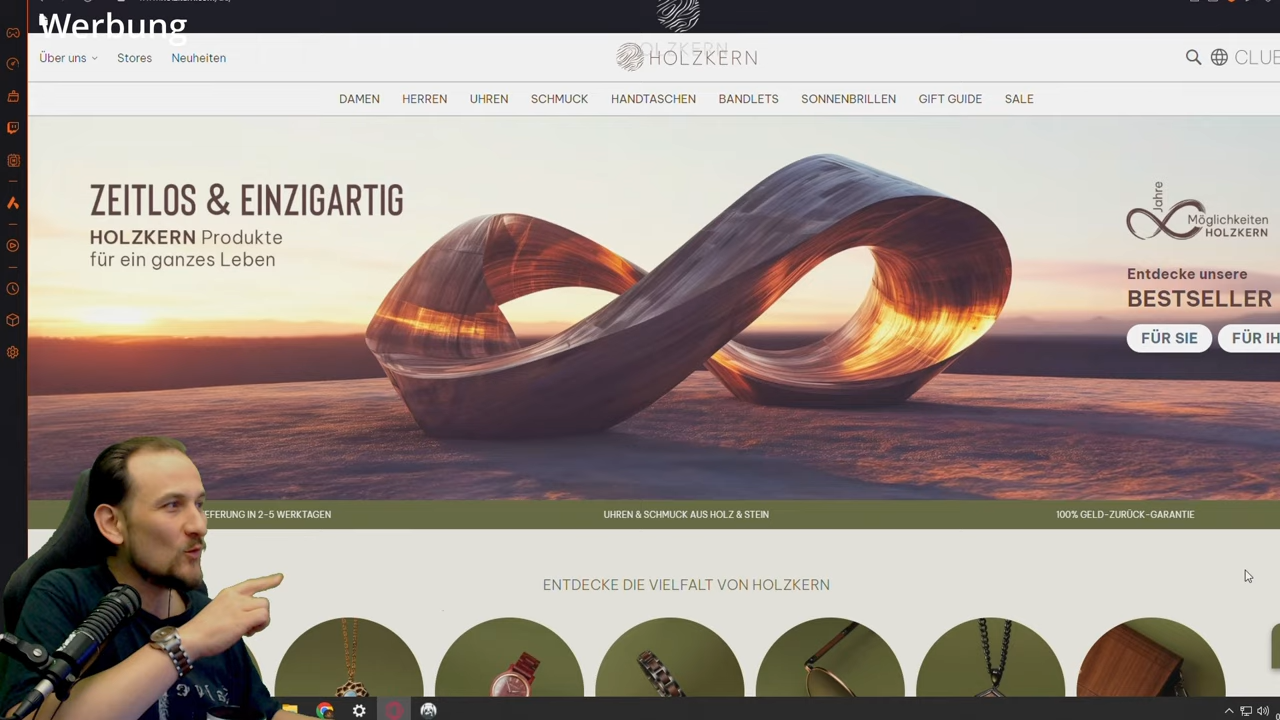 Werbung
Über uns
Stores
Neuheiten
HOLZKERN
DAMEN
HERREN
UHREN
SCHMUCK
HANDTASCHEN
BANDLETS
SONNENBRILLEN
GIFT GUIDE
SALE
ZEITLOS & EINZIGARTIG
HOLZKERN Produkte
für ein ganzes Leben
Jahre
Möglichkeiten
HOLZKERN
Entdecke unsere
BESTSELLER
FÜR SIE
EFERUNG IN 2-5 WERKTAGEN
UHREN & SCHMUCK AUS HOLZ & STEIN
100% GELD-ZURÜCK-GARANTIE
ENTDECKE DIE VIELFALT VON HOLZKERN